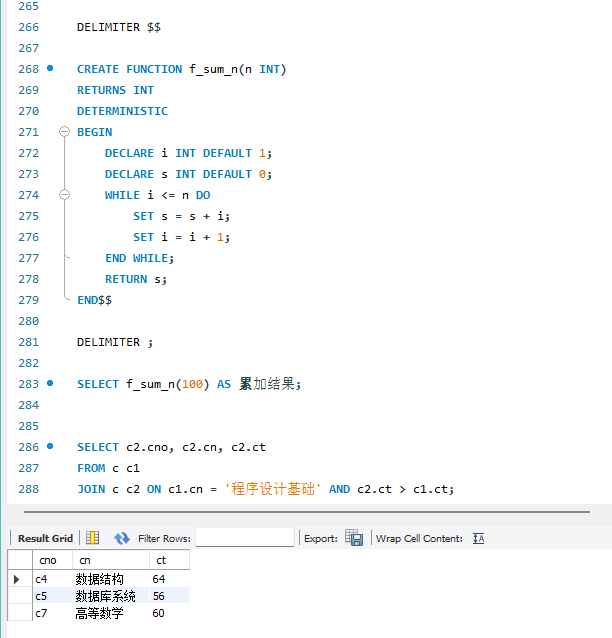 265
266 DELIMITER $$
267
268 CREATE FUNCTION f_sum_n(n INT)
269 RETURNS INT
270 DETERMINISTIC
271 BEGIN
272 DECLARE i INT DEFAULT 1;
273 DECLARE s INT DEFAULT 0;
274 WHILE i <= n DO
275 SET s = s + i;
276 SET i = i + 1;
277 END WHILE;
278 RETURN s;
279 END$$
280
281 DELIMITER ;
282
283 SELECT f_sum_n(100) AS 累加结果;
284
285
286 SELECT c2.cno, c2.cn, c2.ct
287 FROM c c1
288 JOIN c c2 ON c1.cn = '程序设计基础' AND c2.ct > c1.ct;
Result Grid Filter Rows: Export: Wrap Cell Content:
cno cn ct
c4 数据结构 64
c5 数据库系统 56
c7 高等数学 60